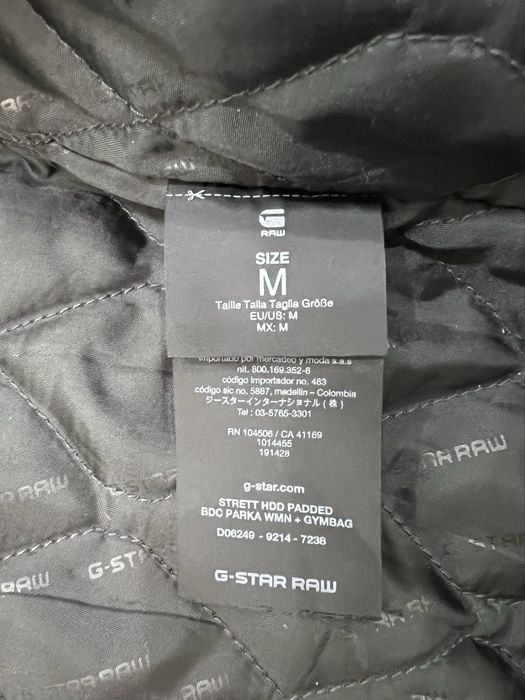 RAW
SIZE
M
Taille Talla Taglia Größe
EU/US: M
MX: M
importado por mercadeo y moda s.a.s
nit. 800.169.352-6
código importador no. 483
código sic no. 5887, medellin – Colombia
ジースターインターナショナル(株)
Tel : 03-5765-3301
RN 104506 / CA 41169
1014455
191428
g-star.com
STRETT HDD PADDED
BDC PARKA WMN + GYMBAG
D06249 - 9214 - 7238
G-STAR RAW
STAR RAW
RAW
G-STAR
G-STAR RAW